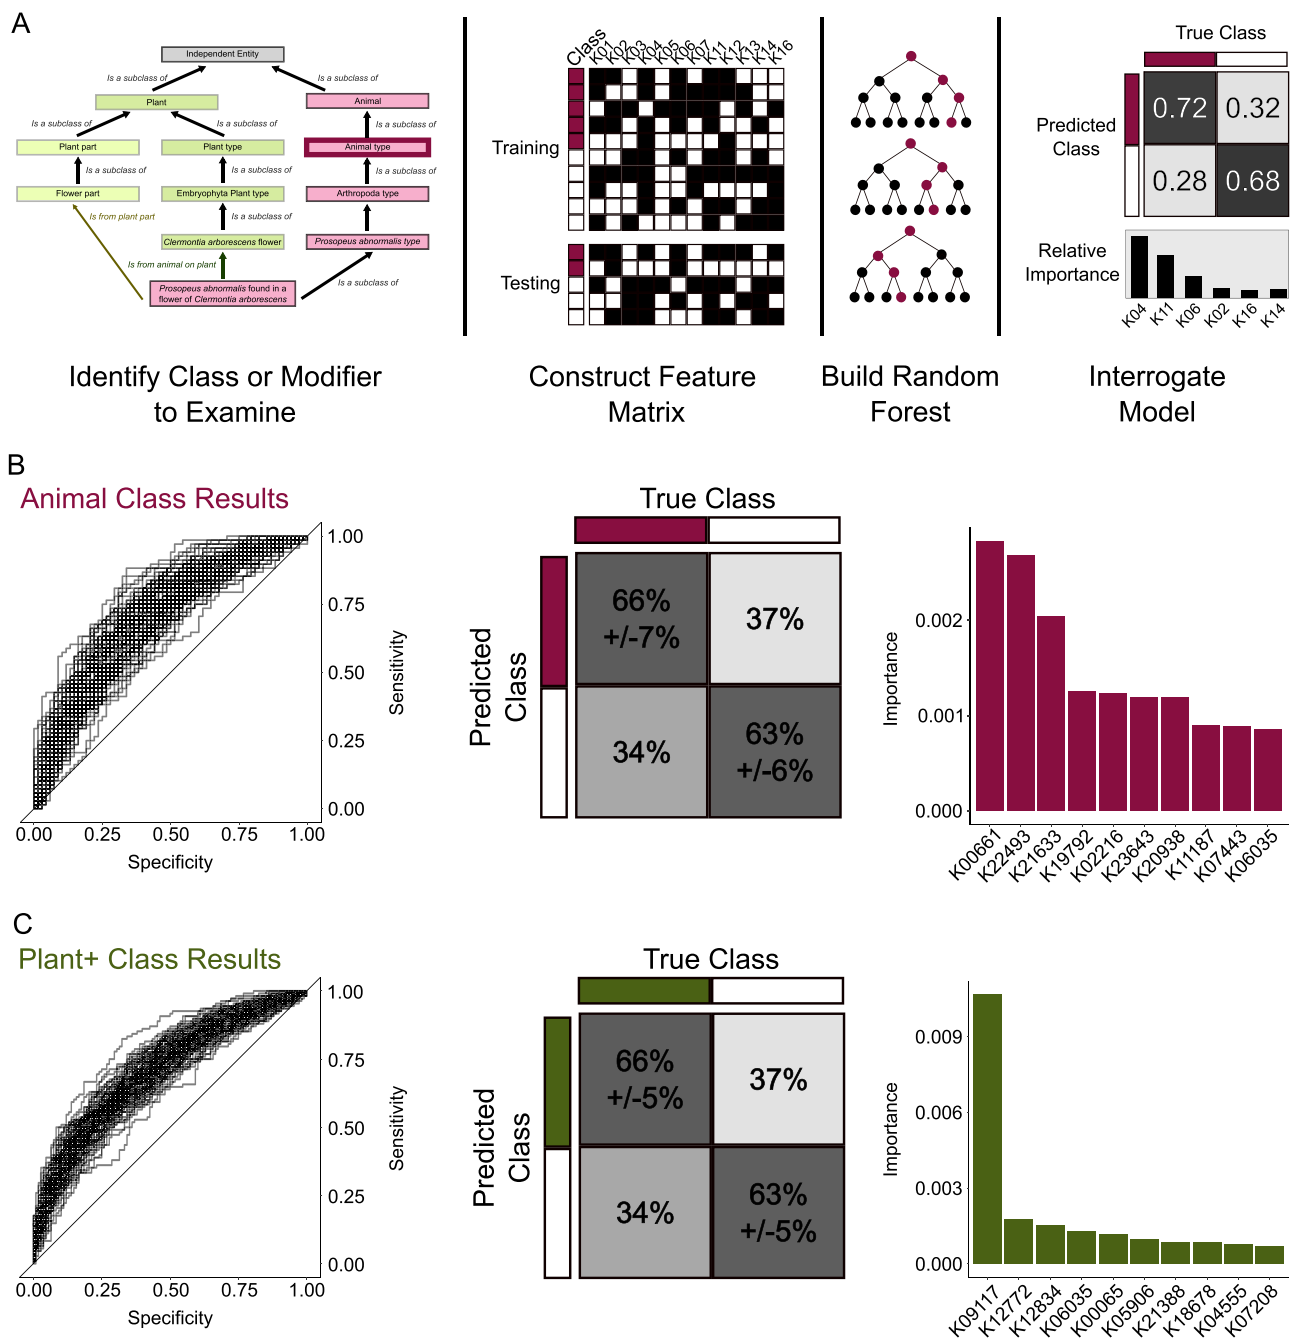 A
Independent Entity
Is a subclass of
Is a subclass of
Plant
Animal
Is a subclass of
Is a subclass of
Is a subclass of
Plant part
Plant type
Animal type
Is a subclass of
Is a subclass of
Is a subclass of
Flower part
Embryophyta Plant type
Arthropoda type
Is from plant part
Is a subclass of
Clermontia arborescens flower
Prosopeus abnormalis type
Is from animal on plant
Is a subclass of
Prosopeus abnormalis found in a
flower of Clermontia arborescens
Identify Class or Modifier
to Examine
Class
K01
K02
K03
K04
K05
K06
K07
K11
K12
K13
K14
K16
Training
Testing
Construct Feature
Matrix
Build Random
Forest
True Class
Predicted
Class
0.72
0.32
0.28
0.68
Relative
Importance
K04
K11
K06
K02
K16
K14
Interrogate
Model
B
Animal Class Results
1.00
0.75
0.50
0.25
0.00
Sensitivity
0.00
0.25
0.50
0.75
1.00
Specificity
True Class
Predicted
Class
66%
+/-7%
37%
34%
63%
+/-6%
Importance
0.002
0.001
0.000
K00661
K22493
K21633
K19792
K02216
K23643
K20938
K11187
K07443
K06035
C
Plant+ Class Results
1.00
0.75
0.50
0.25
0.00
Sensitivity
0.00
0.25
0.50
0.75
1.00
Specificity
True Class
Predicted
Class
66%
+/-5%
37%
34%
63%
+/-5%
Importance
0.009
0.006
0.003
0.000
K09117
K12772
K12834
K06035
K00065
K05906
K21388
K18678
K04555
K07208